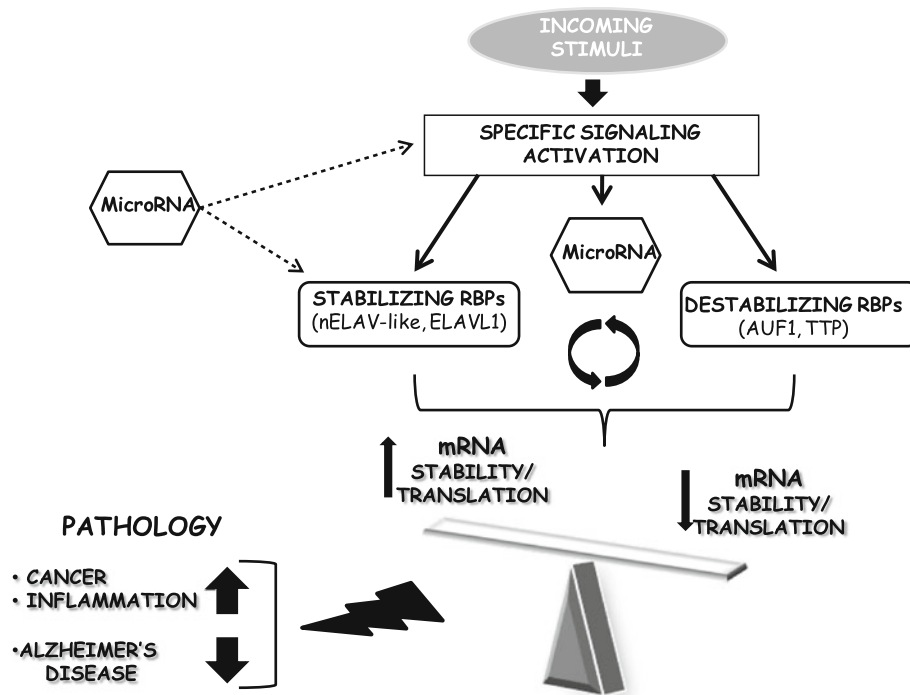 INCOMING
STIMULI
SPECIFIC SIGNALING
ACTIVATION
MicroRNA
MicroRNA
STABILIZING RBPs
(nELAV-like, ELAVL1)
DESTABILIZING RBPs
(AUF1, TTP)
mRNA
STABILITY/
TRANSLATION
mRNA
STABILITY/
TRANSLATION
PATHOLOGY
• CANCER
• INFLAMMATION
•ALZHEIMER'S
DISEASE